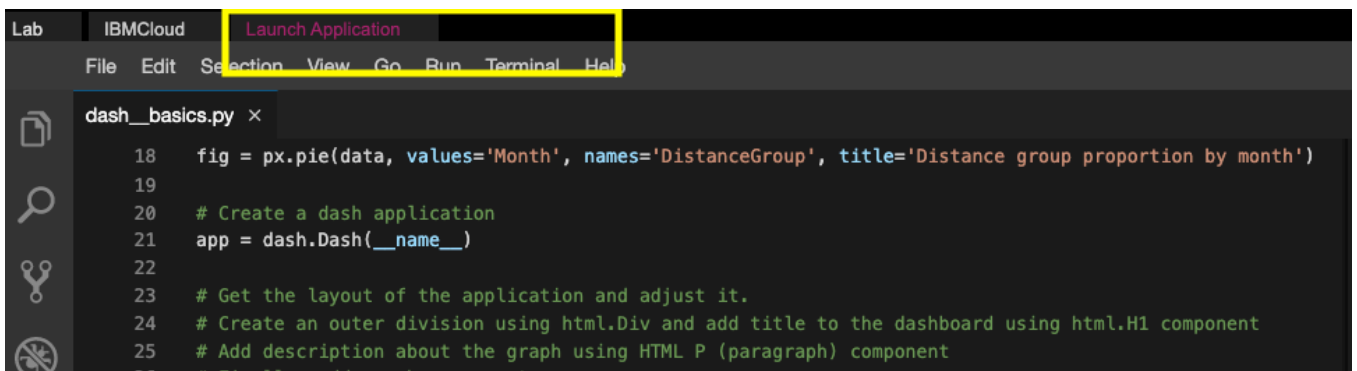 Lab IBMCloud Launch Application
File Edit Selection View Go Run Terminal Help
dash__basics.py ×
18 fig = px.pie(data, values='Month', names='DistanceGroup', title='Distance group proportion by month')
19
20 # Create a dash application
21 app = dash.Dash(__name__)
22
23 # Get the layout of the application and adjust it.
24 # Create an outer division using html.Div and add title to the dashboard using html.H1 component
25 # Add description about the graph using HTML P (paragraph) component